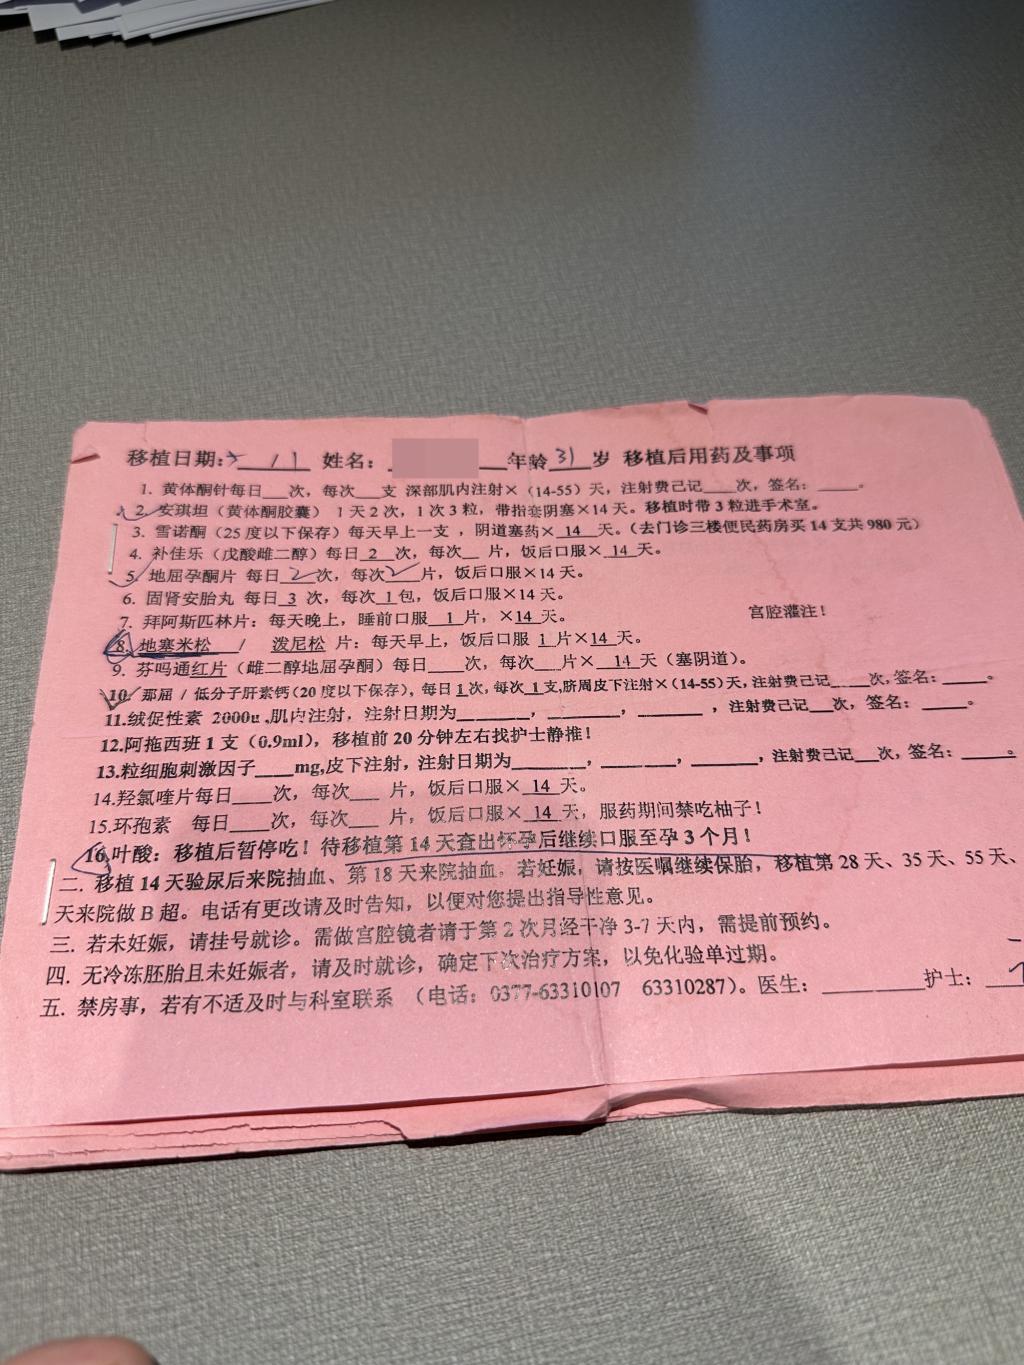 移植日期: / 1 姓名: 年龄31岁 移植后用药及事项
1. 黄体酮针每日___次，每次___支 深部肌内注射×（14-55）天，注射费己记___次，签名：____。
2. 安琪坦（黄体酮胶囊） 1天2次，1次3粒，带指套阴塞×14天。移植时带3粒进手术室。
3. 雪诺酮（25度以下保存）每天早上一支 ，阴道塞药× 14 天。（去门诊三楼便民药房买14支共980元）
4. 补佳乐（戊酸雌二醇）每日 2 次，每次__ 片，饭后口服× 14 天。
5. 地屈孕酮片 每日 2 次，每次___片，饭后口服×14天。
6. 固肾安胎丸 每日 3 次，每次 1 包，饭后口服×14天。
7. 拜阿斯匹林片：每天晚上，睡前口服 1 片，×14 天。 宫腔灌注！
8. 地塞米松 / 泼尼松 片：每天早上，饭后口服 1 片×14 天。
9. 芬吗通红片（雌二醇地屈孕酮）每日___次，每次___片× 14 天（塞阴道）。
10. 那屈 / 低分子肝素钙(20度以下保存)，每日 1 次，每次 1 支,脐周皮下注射×(14-55)天，注射费己记____次，签名：____。
11.绒促性素 2000u ,肌内注射，注射日期为______，______，______ ，注射费己记__次，签名：____。
12.阿拖西班1支（0.9ml），移植前20分钟左右找护士静推！
13.粒细胞刺激因子____mg,皮下注射，注射日期为______，______，______，注射费己记__次，签名：____。
14.羟氯喹片每日____次，每次___ 片，饭后口服× 14 天。
15.环孢素 每日____次，每次___ 片，饭后口服× 14 天，服药期间禁吃柚子！
16.叶酸：移植后暂停吃！待移植第14天查出怀孕后继续口服至孕3个月！
二. 移植14天验尿后来院抽血、第18天来院抽血。若妊娠，请按医嘱继续保胎，移植第28天、35天、55天、
天来院做B超。电话有更改请及时告知，以便对您提出指导性意见。
三. 若未妊娠，请挂号就诊。需做宫腔镜者请于第2次月经干净3-7天内，需提前预约。
四. 无冷冻胚胎且未妊娠者，请及时就诊，确定下次治疗方案，以免化验单过期。
五. 禁房事，若有不适及时与科室联系 （电话：0377-63310107 63310287）。医生：________护士：___